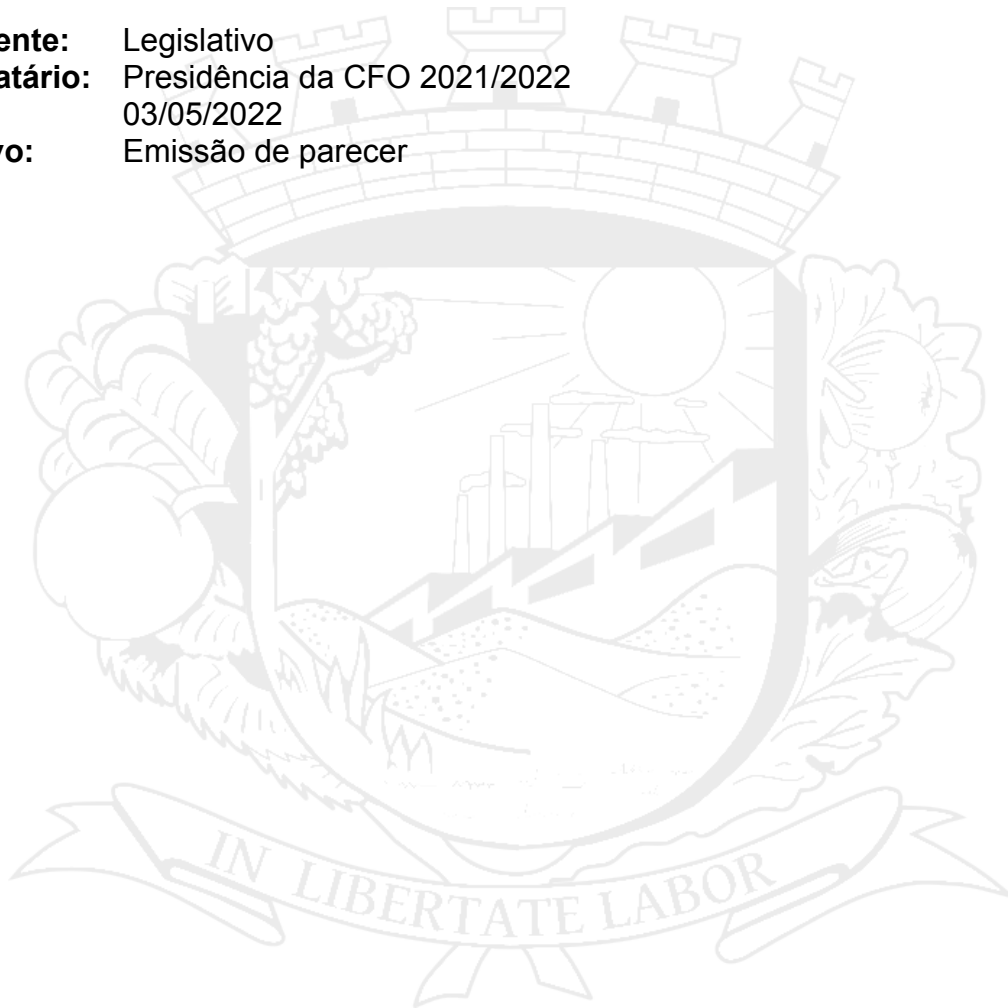 ente: Legislativo
atário: Presidência da CFO 2021/2022
03/05/2022
vo: Emissão de parecer
IN LIBERTATE LABOR